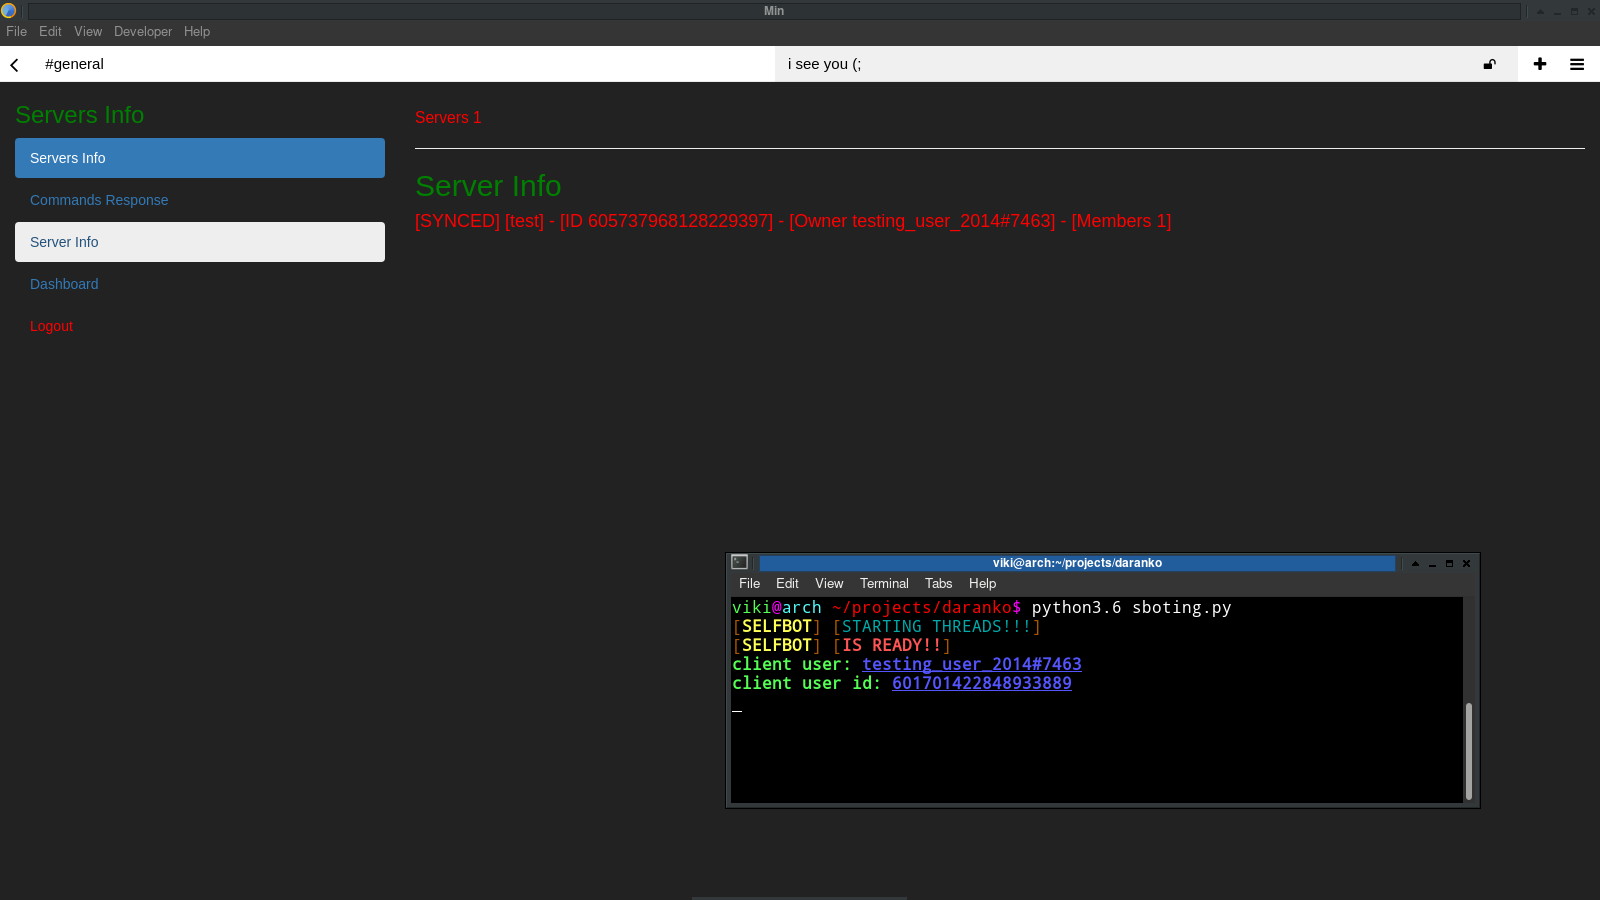 Min
File Edit View Developer Help
#general
i see you (;
Servers Info
Servers Info
Commands Response
Server Info
Dashboard
Logout
Servers 1
Server Info
[SYNCED] [test] - [ID 605737968128229397] - [Owner testing_user_2014#7463] - [Members 1]
viki@arch:~/projects/daranko
File Edit View Terminal Tabs Help
viki@arch ~/projects/daranko$ python3.6 sboting.py
[SELFBOT] [STARTING THREADS!!!]
[SELFBOT] [IS READY!!]
client user: testing_user_2014#7463
client user id: 601701422848933889